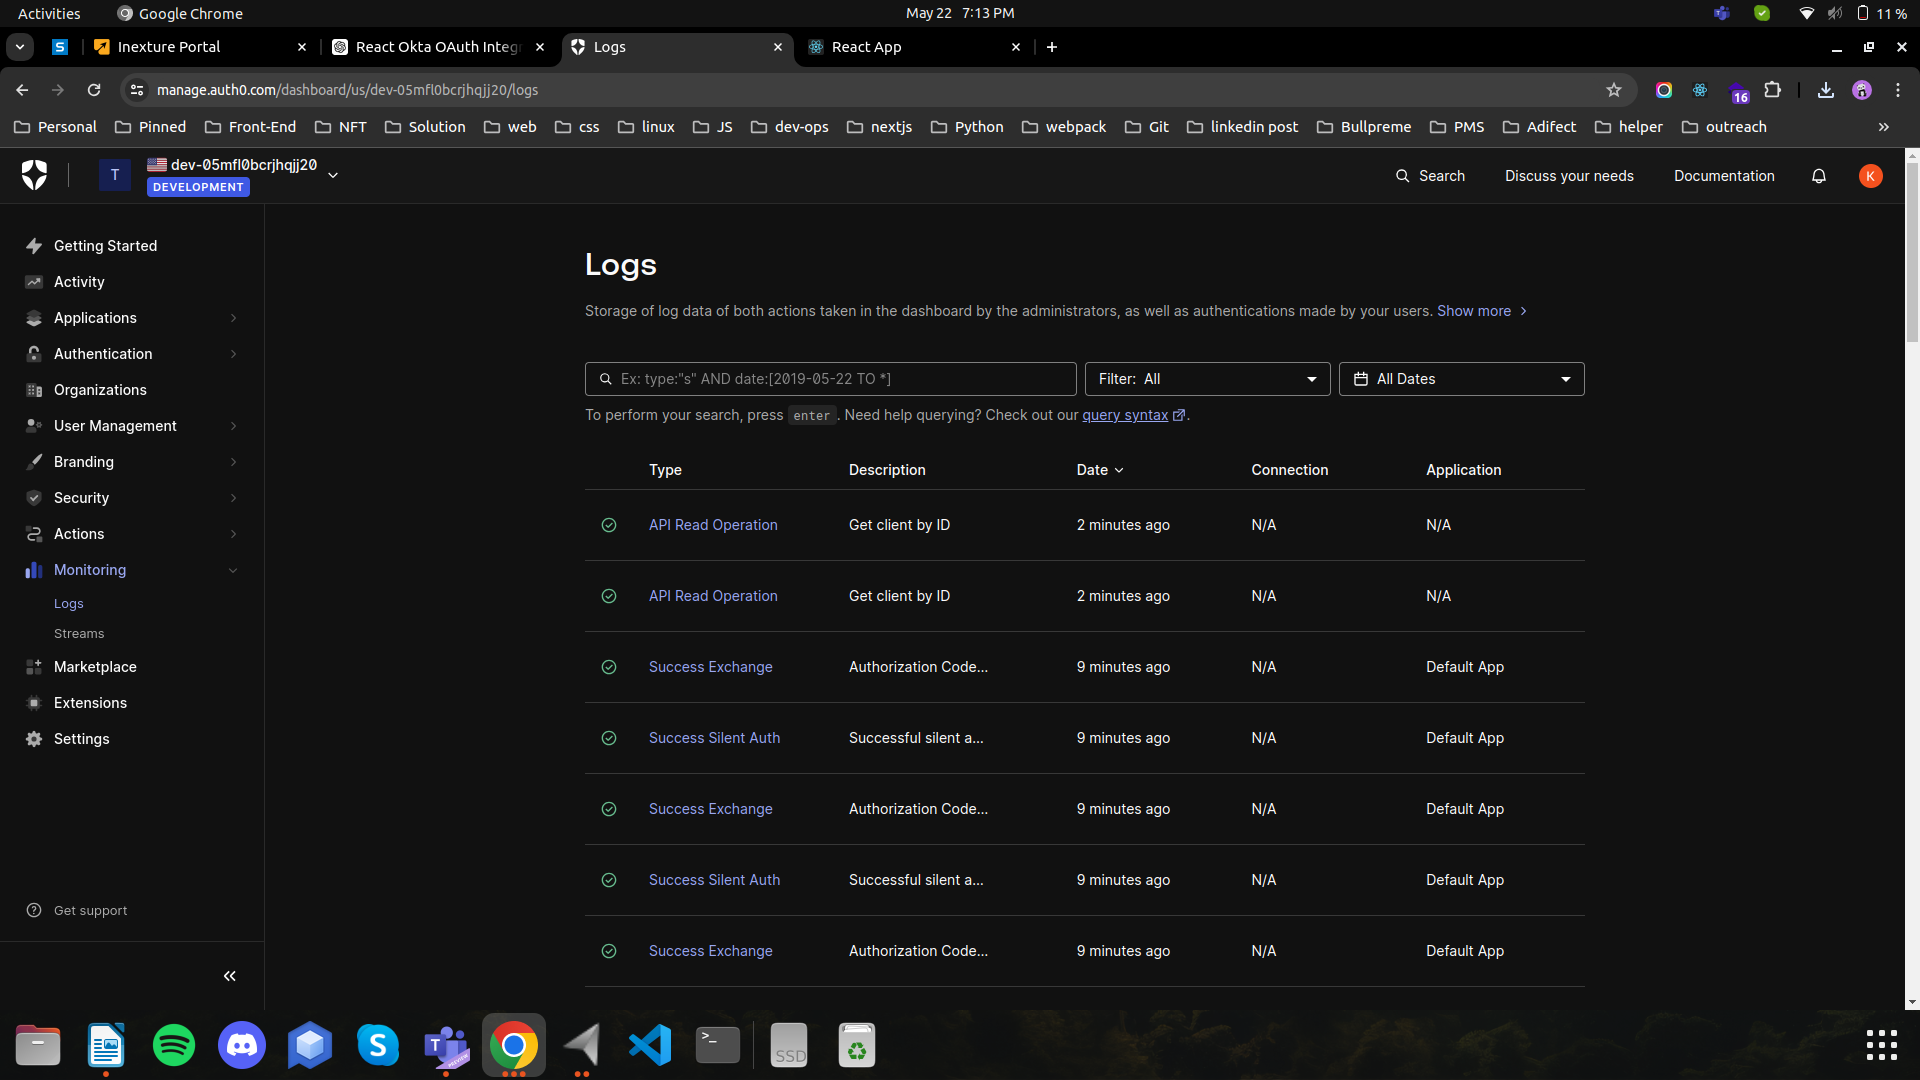 Activities
Google Chrome
May 22 7:13 PM
11 %
S
Inexture Portal
React Okta OAuth Integr
Logs
React App
manage.auth0.com/dashboard/us/dev-05mfl0bcrjhqjj20/logs
16
Personal
Pinned
Front-End
NFT
Solution
web
css
linux
JS
dev-ops
nextjs
Python
webpack
Git
linkedin post
Bullpreme
PMS
Adifect
helper
outreach
»
T
dev-05mfl0bcrjhqjj20
DEVELOPMENT
Search
Discuss your needs
Documentation
K
Getting Started
Activity
Applications
Authentication
Organizations
User Management
Branding
Security
Actions
Monitoring
Logs
Streams
Marketplace
Extensions
Settings
Get support
Logs
Storage of log data of both actions taken in the dashboard by the administrators, as well as authentications made by your users. Show more
Ex: type:"s" AND date:[2019-05-22 TO *]
Filter: All
All Dates
To perform your search, press enter. Need help querying? Check out our query syntax.
Type Description Date Connection Application
API Read Operation Get client by ID 2 minutes ago N/A N/A
API Read Operation Get client by ID 2 minutes ago N/A N/A
Success Exchange Authorization Code... 9 minutes ago N/A Default App
Success Silent Auth Successful silent a... 9 minutes ago N/A Default App
Success Exchange Authorization Code... 9 minutes ago N/A Default App
Success Silent Auth Successful silent a... 9 minutes ago N/A Default App
Success Exchange Authorization Code... 9 minutes ago N/A Default App
S
T
PREVIEW
>_
SSD